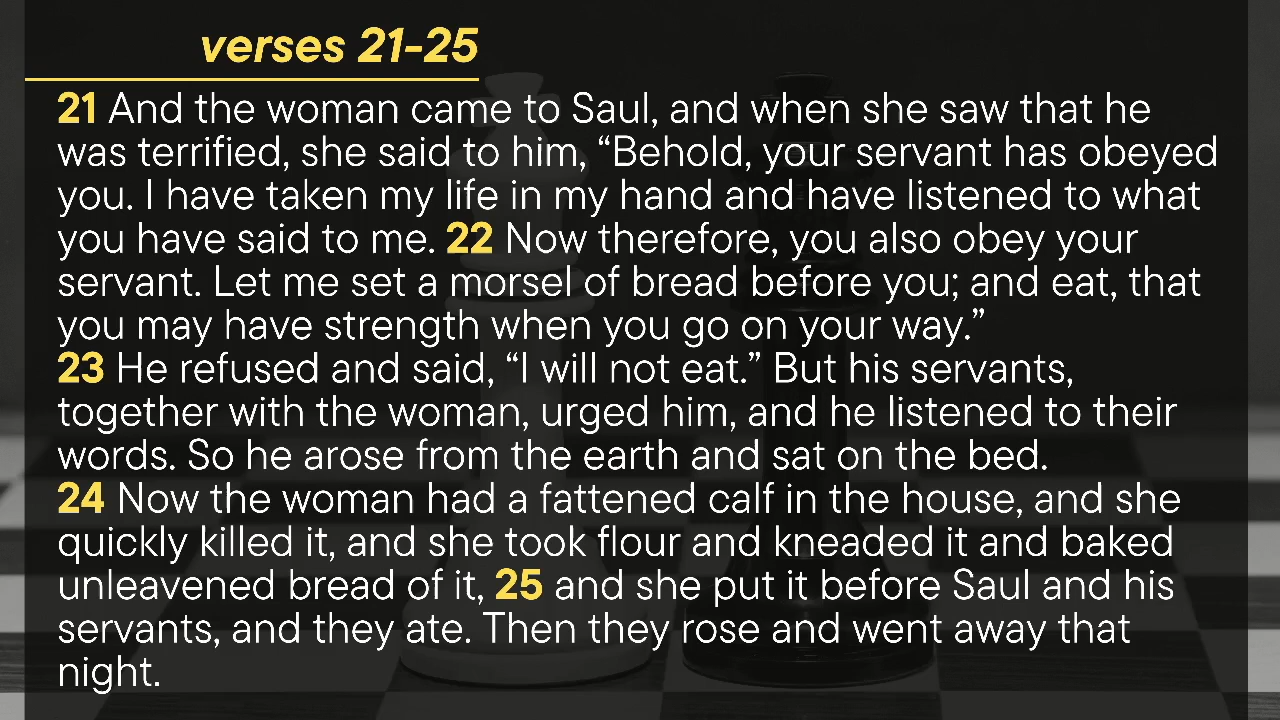 verses 21-25
21 And the woman came to Saul, and when she saw that he
was terrified, she said to him, “Behold, your servant has obeyed
you. I have taken my life in my hand and have listened to what
you have said to me. 22 Now therefore, you also obey your
servant. Let me set a morsel of bread before you; and eat, that
you may have strength when you go on your way.”
23 He refused and said, “I will not eat.” But his servants,
together with the woman, urged him, and he listened to their
words. So he arose from the earth and sat on the bed.
24 Now the woman had a fattened calf in the house, and she
quickly killed it, and she took flour and kneaded it and baked
unleavened bread of it, 25 and she put it before Saul and his
servants, and they ate. Then they rose and went away that
night.